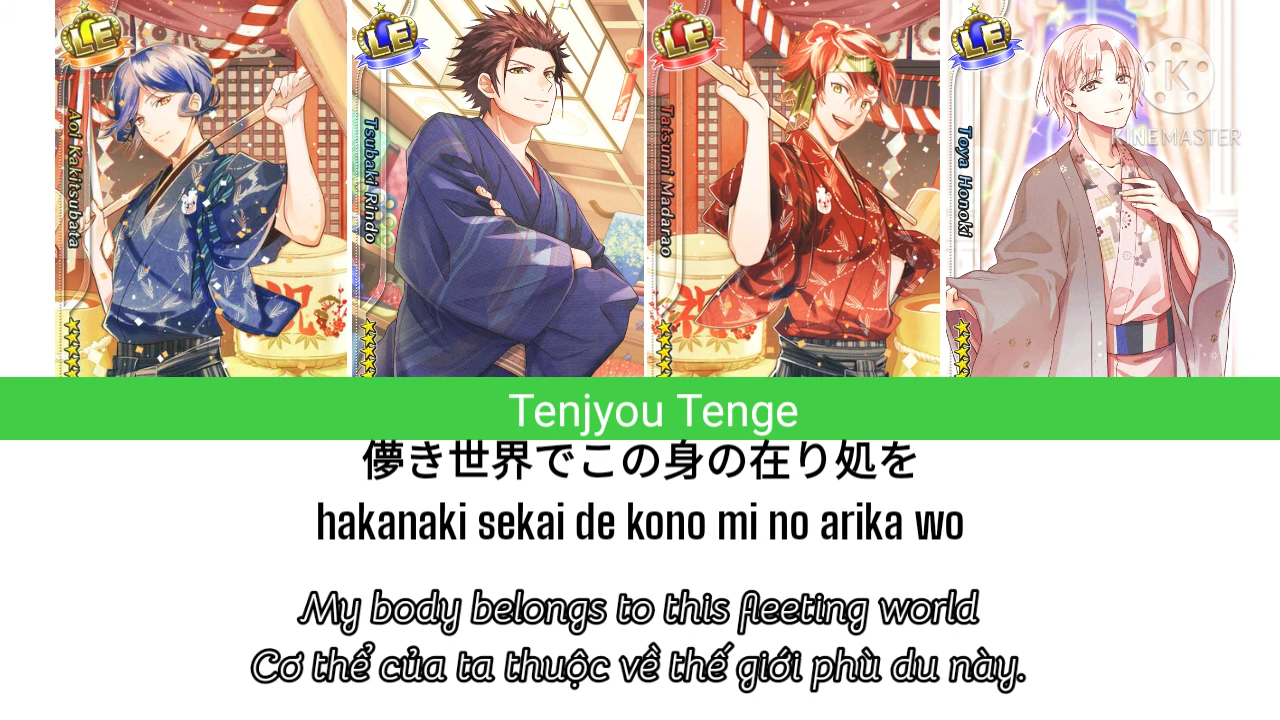 LE
LE
LE
LE
Aoi Kakitsubata
Tsubaki Rindo
Tatsumi Madarao
Toya Honoki
K
KINEMASTER
祝
祝
Tenjyou Tenge
儚き世界でこの身の在り処を
hakanaki sekai de kono mi no arika wo
My body belongs to this fleeting world
Cơ thể của ta thuộc về thế giới phù du này.